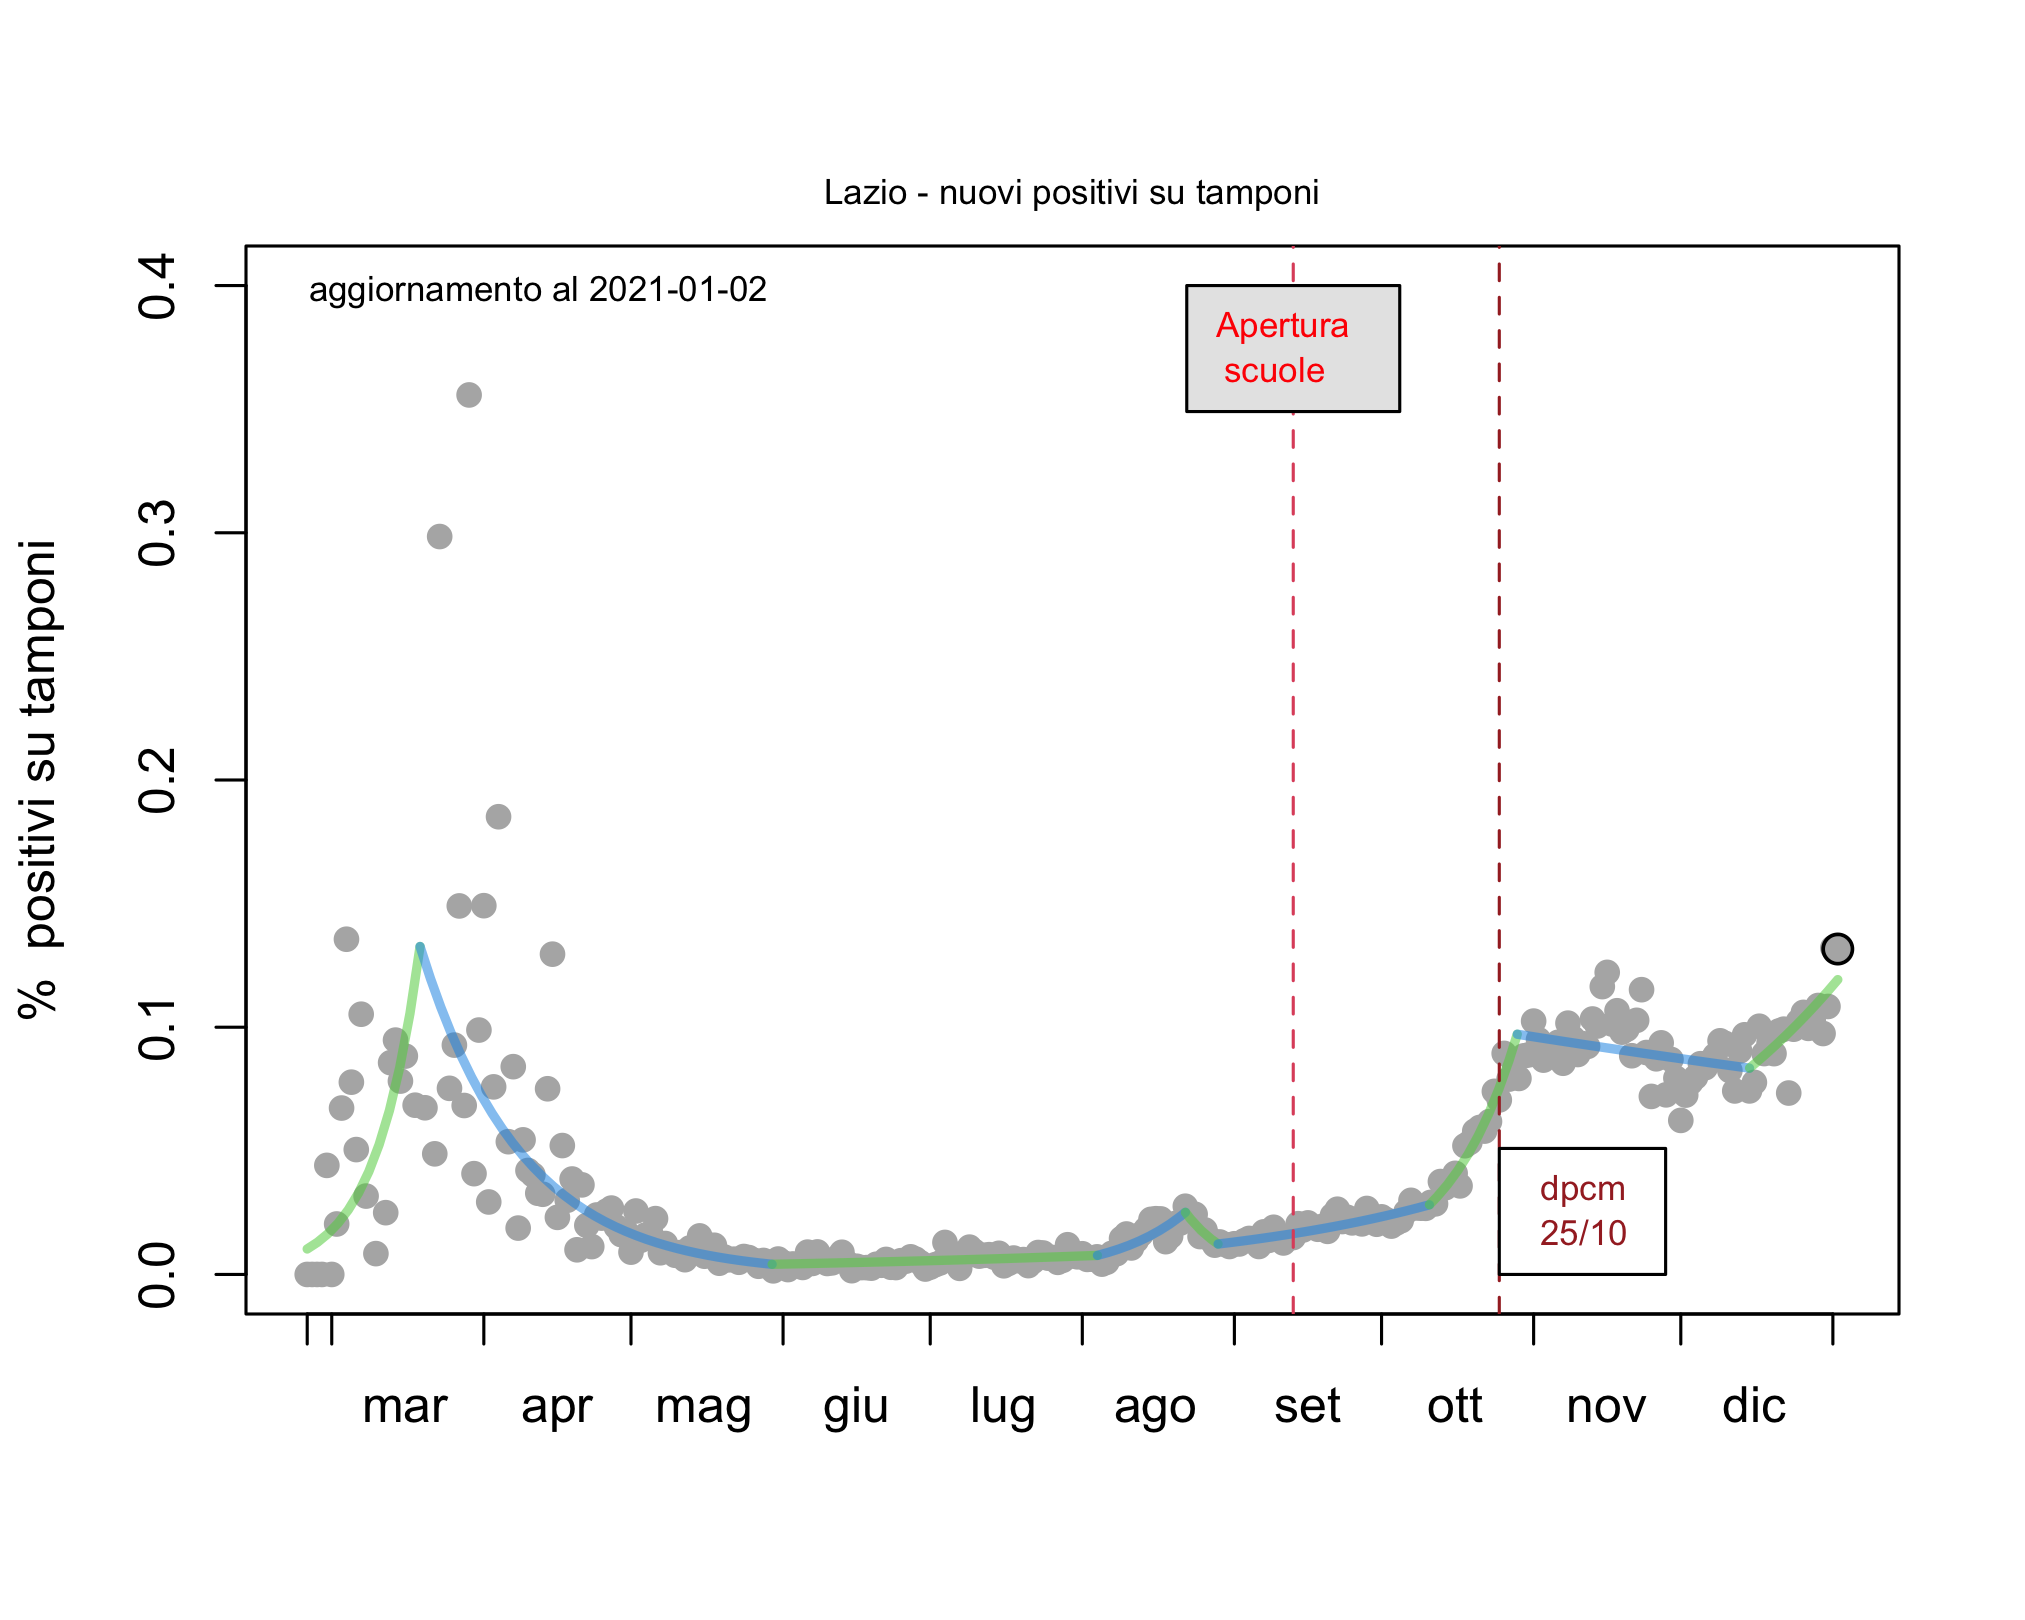 Lazio - nuovi positivi su tamponi
aggiornamento al 2021-01-02
Apertura
scuole
dpcm
25/10
% positivi su tamponi
0.4
0.3
0.2
0.1
0.0
mar apr mag giu lug ago set ott nov dic